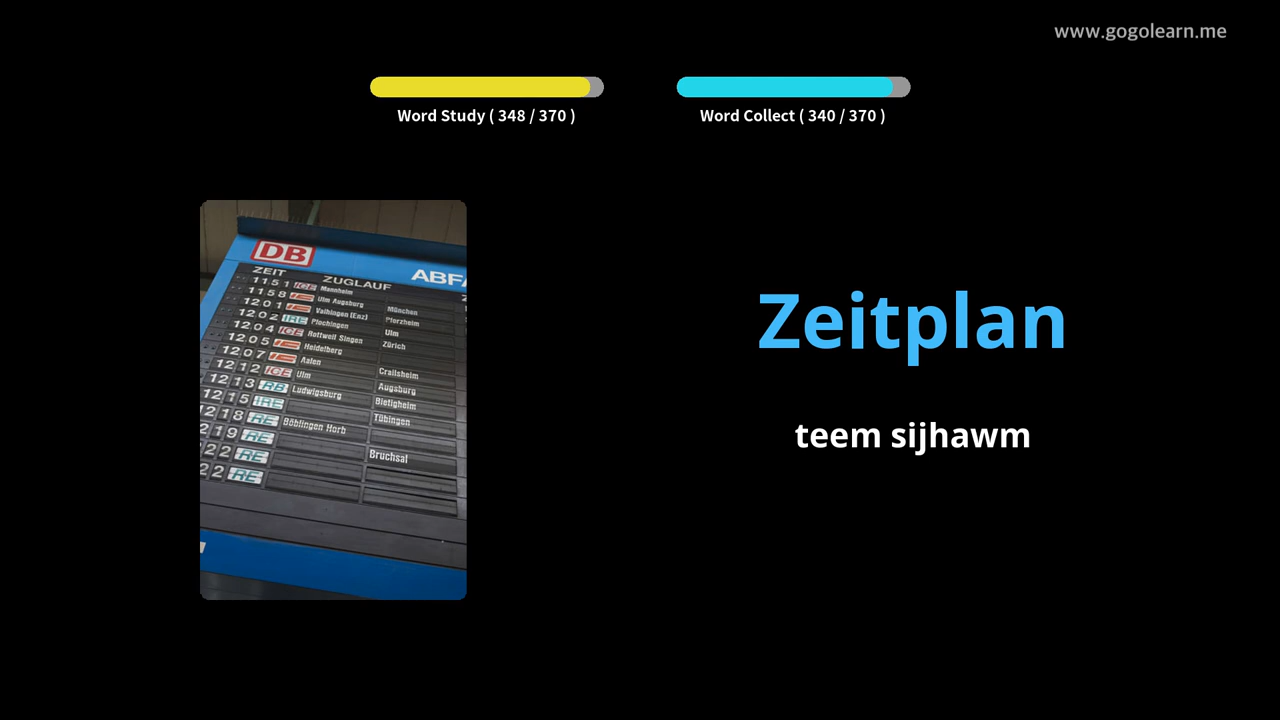 www.gogolearn.me
Word Study ( 348 / 370 )
Word Collect ( 340 / 370 )
DB
ZEIT ZUGLAUF ABFA
1151 ICE Mannheim
1158 Ulm Augsburg München
1201 Vaihingen (Enz) Pforzheim
1202 IRE Plochingen Ulm
1204 ICE Rottweil Singen Zürich
1205 Heidelberg
1207 Aalen Crailsheim
1212 ICE Ulm Augsburg
1213 RB Ludwigsburg Bietigheim
1215 IRE Tübingen
1218 RE Böblingen Horb
219 RE
22 RE Bruchsal
22 RE
Zeitplan
teem sijhawm